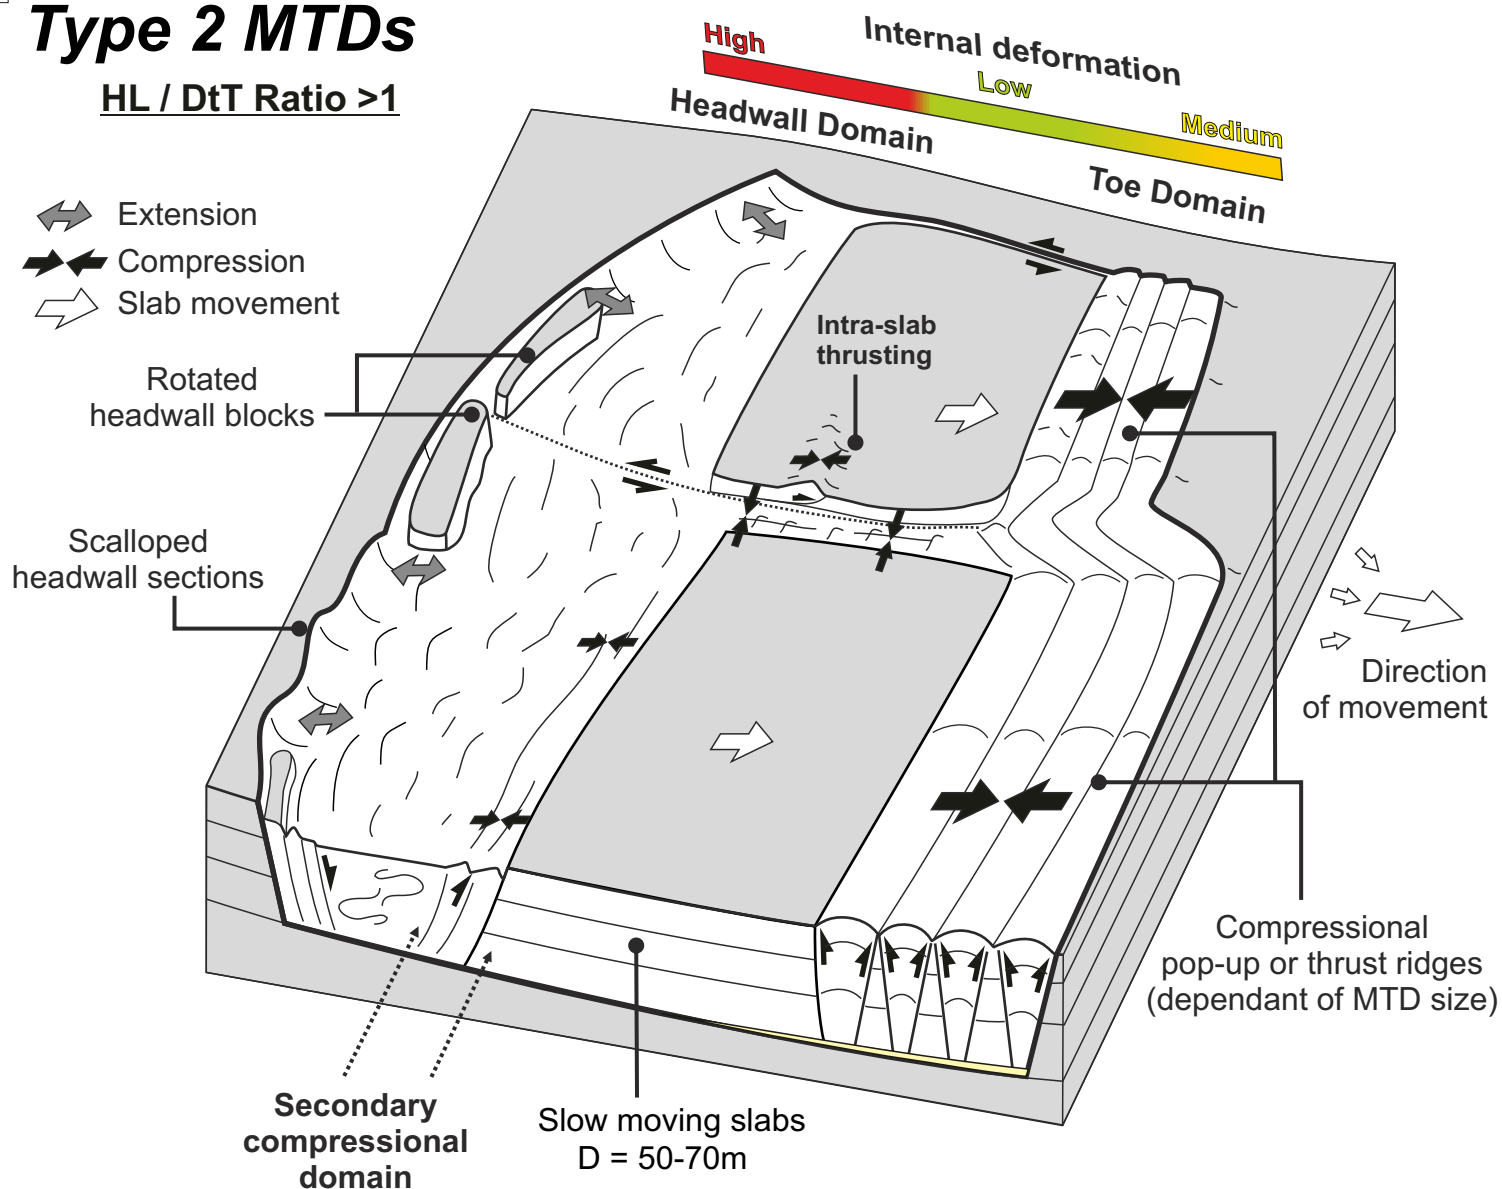 Type 2 MTDs
HL / DtT Ratio >1
High
Internal deformation
Low
Medium
Headwall Domain
Toe Domain
Extension
Compression
Slab movement
Rotated
headwall blocks
Intra-slab
thrusting
Scalloped
headwall sections
Direction
of movement
Compressional
pop-up or thrust ridges
(dependant of MTD size)
Secondary
compressional
domain
Slow moving slabs
D = 50-70m